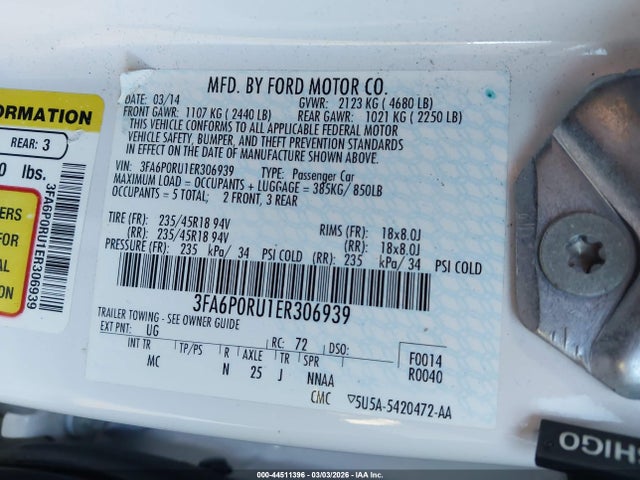 MFD. BY FORD MOTOR CO.
DATE: 03/14 GVWR: 2123 KG ( 4680 LB)
FRONT GAWR: 1107 KG ( 2440 LB) REAR GAWR: 1021 KG ( 2250 LB)
THIS VEHICLE CONFORMS TO ALL APPLICABLE FEDERAL MOTOR
VEHICLE SAFETY, BUMPER, AND THEFT PREVENTION STANDARDS
IN EFFECT ON THE DATE OF MANUFACTURE SHOWN ABOVE.
VIN: 3FA6P0RU1ER306939 TYPE: Passenger Car
MAXIMUM LOAD = OCCUPANTS + LUGGAGE = 385KG/ 850LB
OCCUPANTS = 5 TOTAL; 2 FRONT, 3 REAR
TIRE (FR): 235/45R18 94V RIMS (FR): 18x8.0J
(RR): 235/45R18 94V (RR): 18x8.0J
PRESSURE (FR): 235 kPa/ 34 PSI COLD (RR): 235 kPa/ 34 PSI COLD
3FA6P0RU1ER306939
TRAILER TOWING - SEE OWNER GUIDE
EXT PNT: UG RC: 72 DSO: F0014
INT TR TP/PS R AXLE TR SPR R0040
MC N 25 J NNAA
CMC ▽5U5A-5420472-AA
FORMATION
REAR: 3
0 lbs.
ERS
FOR
AL
ON
3FA6P0RU1ER306939
SHIGO
000-44511396 - 03/03/2026 - IAA Inc.